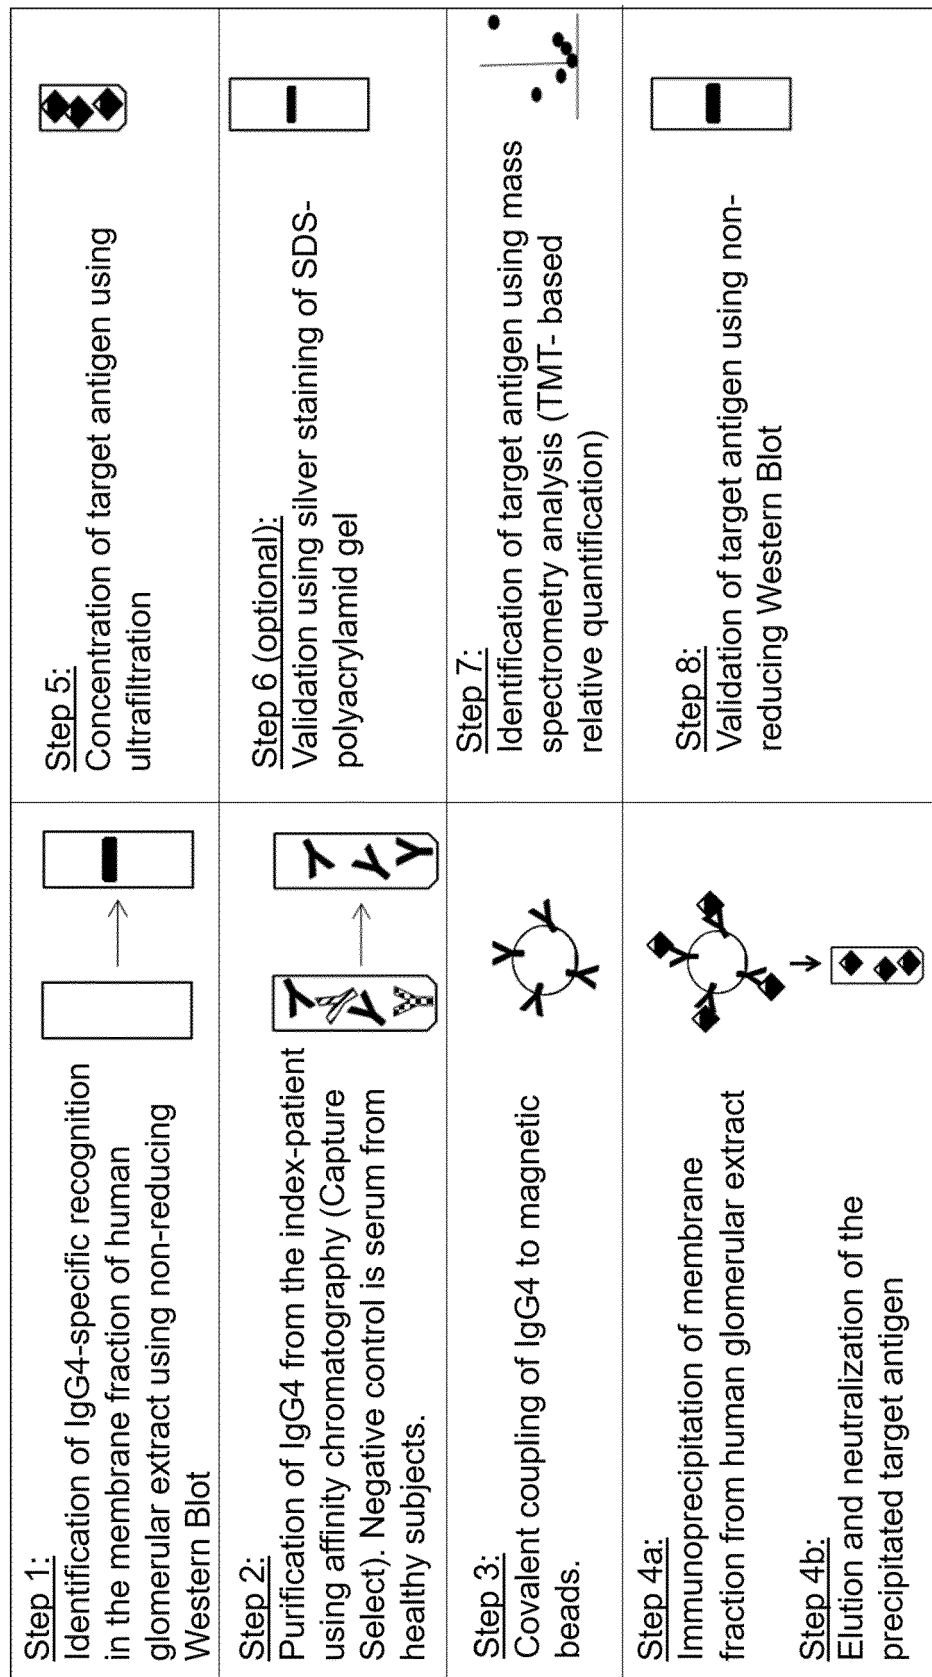 Step 1:
Identification of IgG4-specific recognition
in the membrane fraction of human
glomerular extract using non-reducing
Western Blot
Step 2:
Purification of IgG4 from the index-patient
using affinity chromatography (Capture
Select). Negative control is serum from
healthy subjects.
Step 3:
Covalent coupling of IgG4 to magnetic
beads.
Step 4a:
Immunoprecipitation of membrane
fraction from human glomerular extract
Step 4b:
Elution and neutralization of the
precipitated target antigen
Step 5:
Concentration of target antigen using
ultrafiltration
Step 6 (optional):
Validation using silver staining of SDS-
polyacrylamid gel
Step 7:
Identification of target antigen using mass
spectrometry analysis (TMT- based
relative quantification)
Step 8:
Validation of target antigen using non-
reducing Western Blot